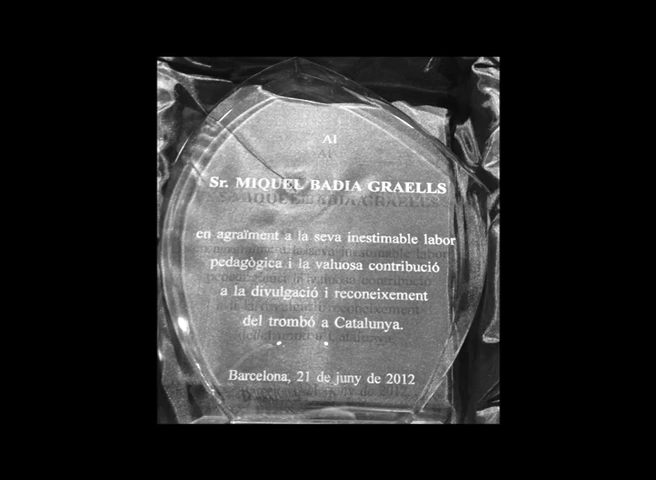 Al
Sr. MIQUEL BADIA GRAELLS
en agraïment a la seva inestimable labor
pedagògica i la valuosa contribució
a la divulgació i reconeixement
del trombó a Catalunya.
Barcelona, 21 de juny de 2012